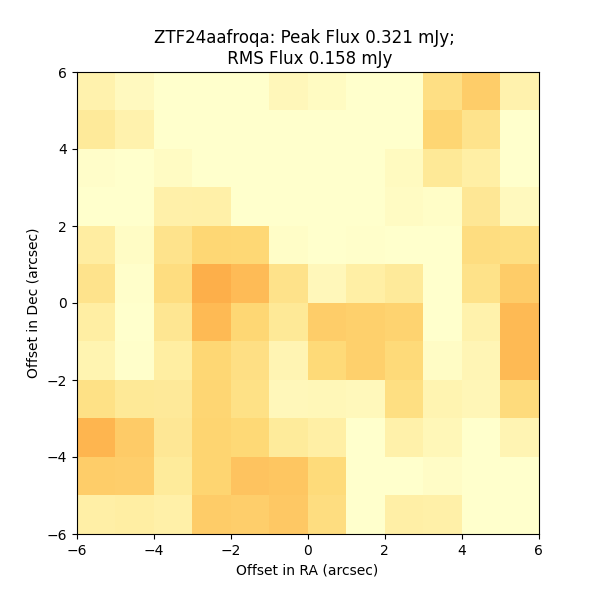 ZTF24aafroqa: Peak Flux 0.321 mJy;
RMS Flux 0.158 mJy
6
4
2
0
−2
−4
−6
Offset in Dec (arcsec)
−6 −4 −2 0 2 4 6
Offset in RA (arcsec)